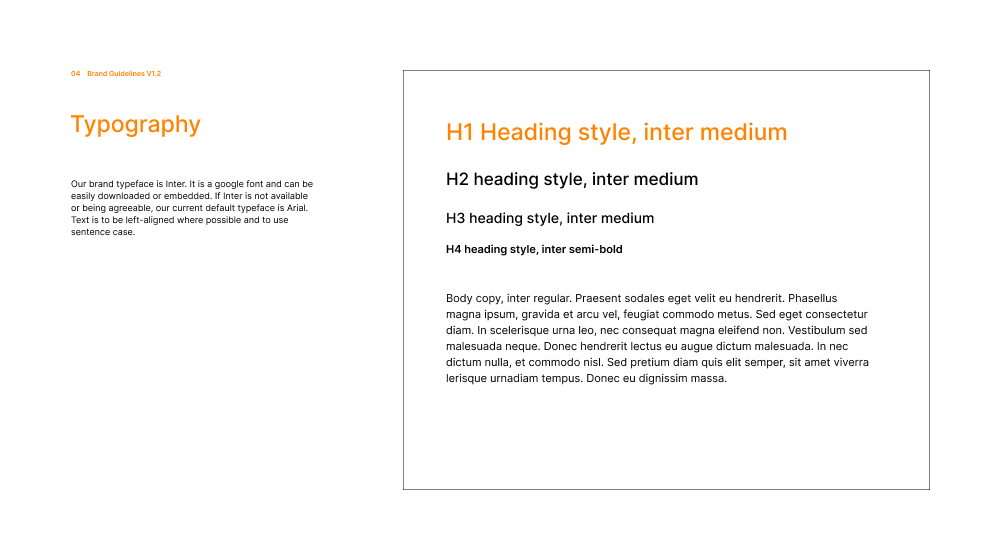 04 Brand Guidelines V1.2
Typography
Our brand typeface is Inter. It is a google font and can be
easily downloaded or embedded. If Inter is not available
or being agreeable, our current default typeface is Arial.
Text is to be left-aligned where possible and to use
sentence case.
H1 Heading style, inter medium
H2 heading style, inter medium
H3 heading style, inter medium
H4 heading style, inter semi-bold
Body copy, inter regular. Praesent sodales eget velit eu hendrerit. Phasellus
magna ipsum, gravida et arcu vel, feugiat commodo metus. Sed eget consectetur
diam. In scelerisque urna leo, nec consequat magna eleifend non. Vestibulum sed
malesuada neque. Donec hendrerit lectus eu augue dictum malesuada. In nec
dictum nulla, et commodo nisl. Sed pretium diam quis elit semper, sit amet viverra
lerisque urnadiam tempus. Donec eu dignissim massa.